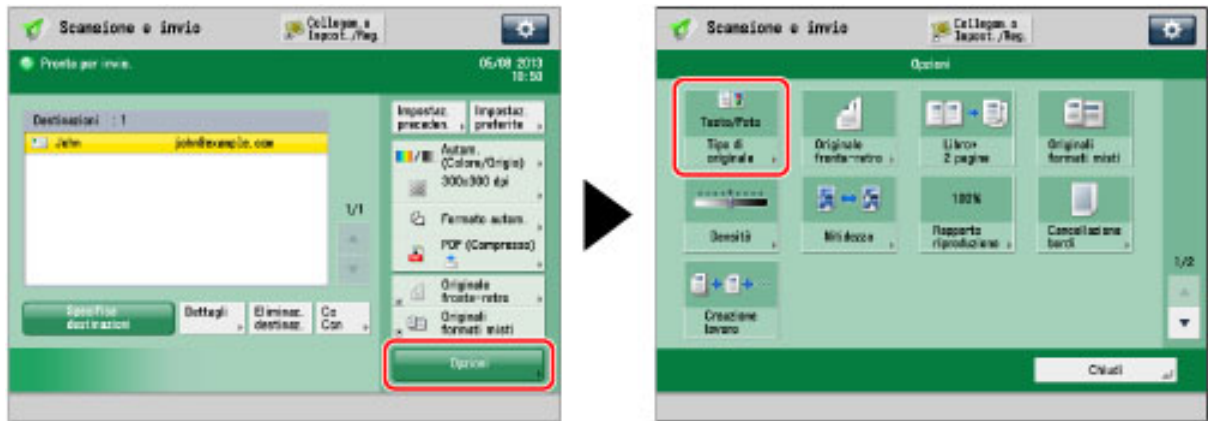 Scansione e invio
Collegam. a
Impost./Reg.
Pronta per invio.
05/08 2013
10:50
Destinazioni : 1
John john@example.com
1/1
Specifica
destinazioni
Dettagli
Eliminaz.
destinaz.
Cc
Ccn
Impostaz.
preceden.
Impostaz.
preferite
Autom.
(Colore/Grigio)
300x300 dpi
Formato autom.
PDF (Compresso)
Originale
fronte-retro
Originali
formati misti
Opzioni
Scansione e invio
Collegam. a
Impost./Reg.
Opzioni
Testo/Foto
Tipo di
originale
Originale
fronte-retro
Libro▸
2 pagine
Originali
formati misti
Densità
Nitidezza
100%
Rapporto
riproduzione
Cancellazione
bordi
Creazione
lavoro
1/2
Chiudi